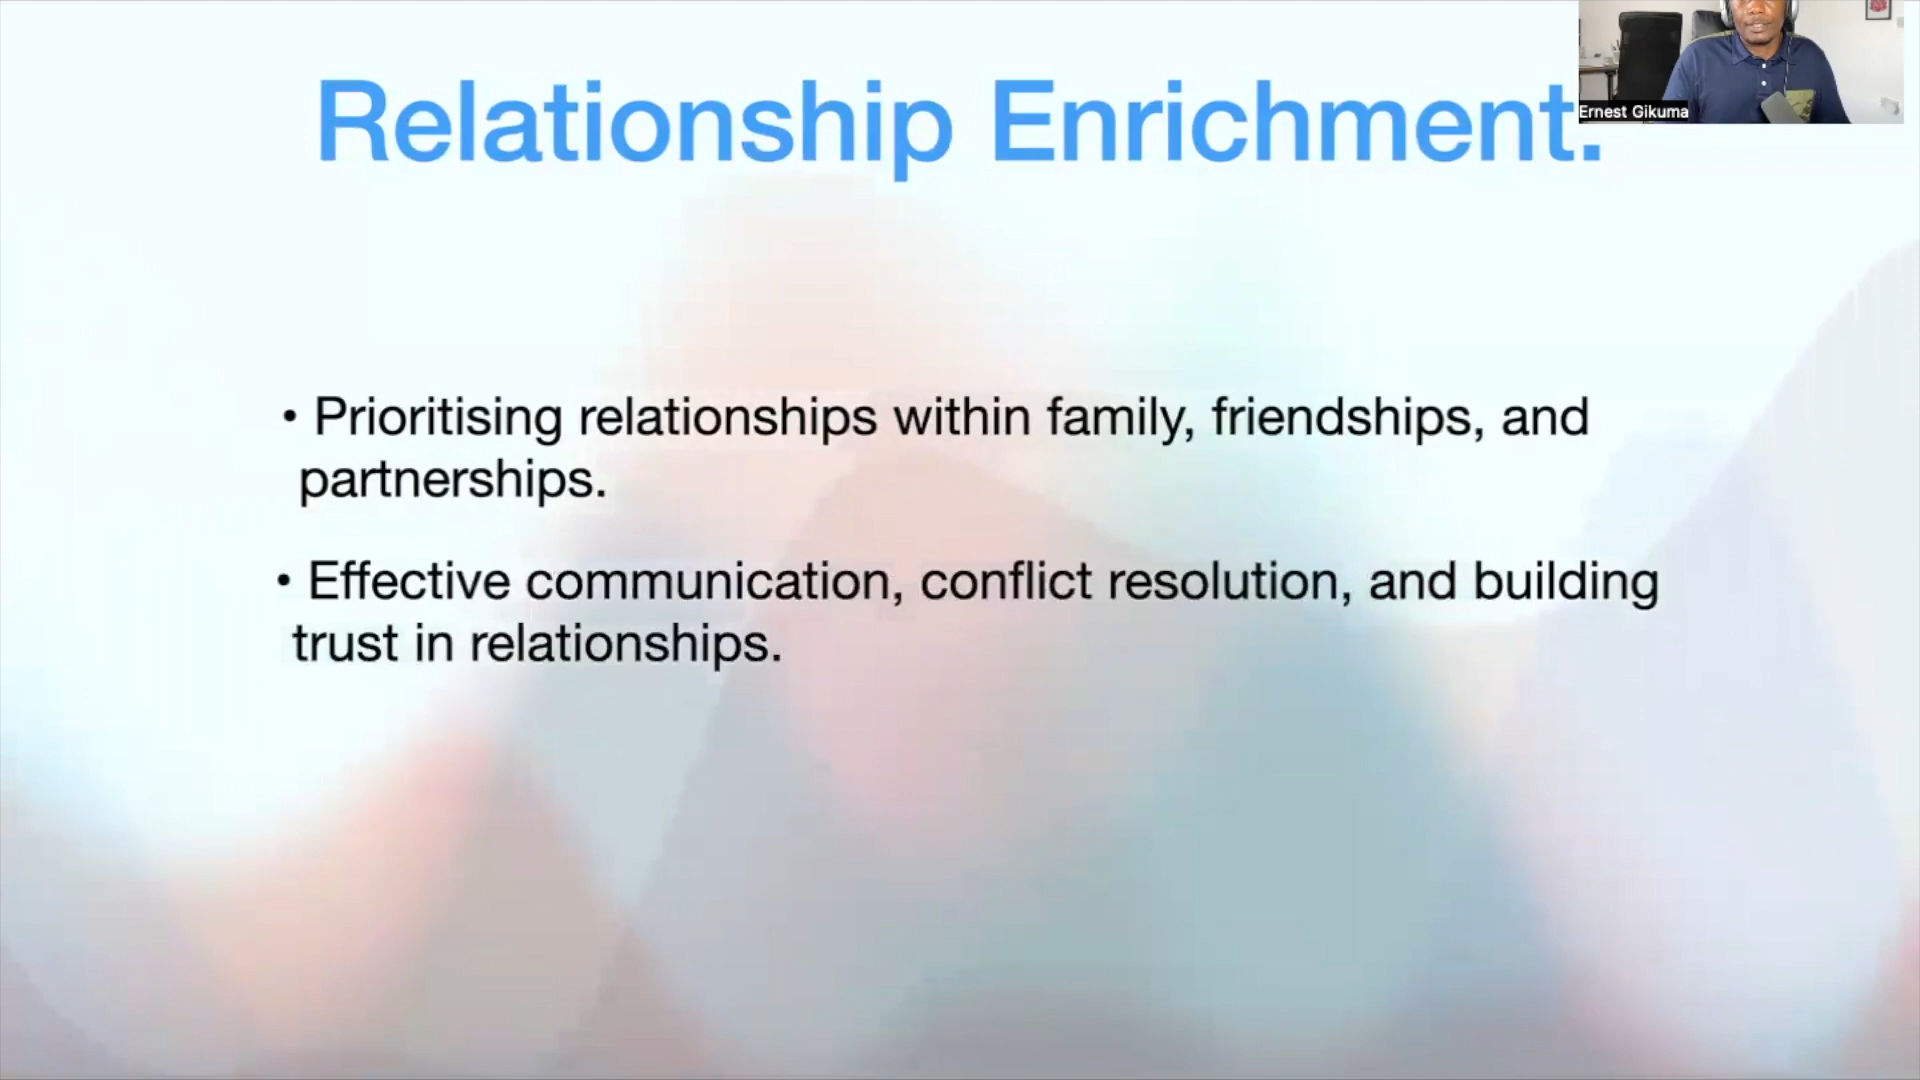 Relationship Enrichment.
Ernest Gikuma
• Prioritising relationships within family, friendships, and
partnerships.
• Effective communication, conflict resolution, and building
trust in relationships.